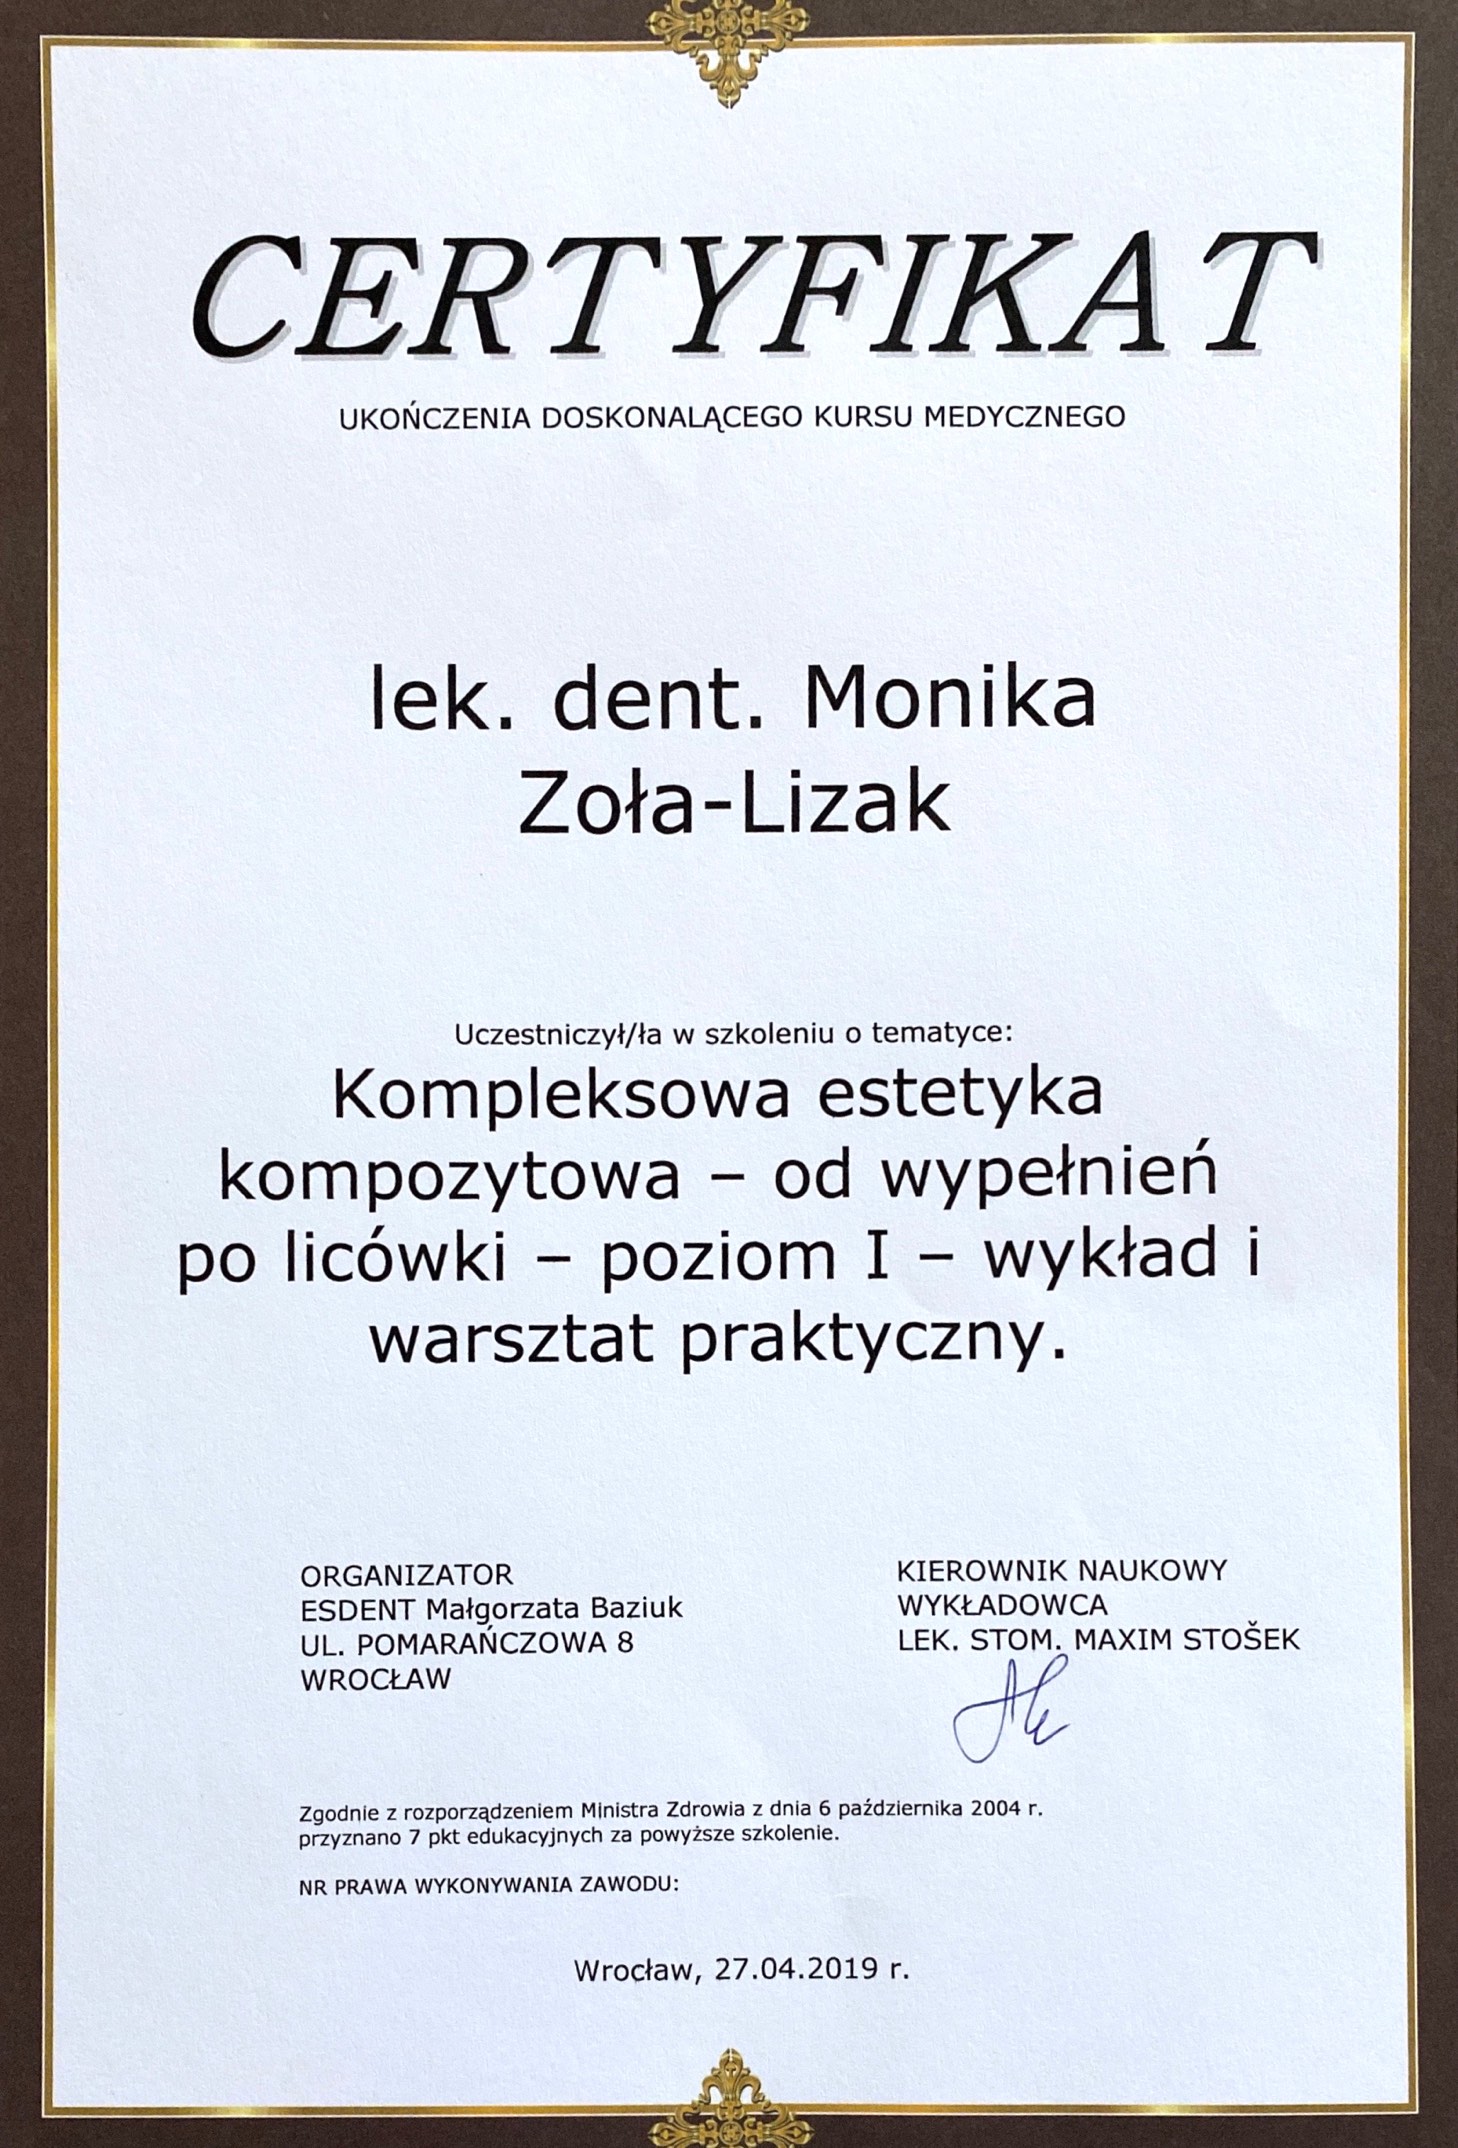 CERTYFIKAT
UKOŃCZENIA DOSKONALĄCEGO KURSU MEDYCZNEGO
lek. dent. Monika
Zoła-Lizak
Uczestniczył/ła w szkoleniu o tematyce:
Kompleksowa estetyka
kompozytowa – od wypełnień
po licówki – poziom I – wykład i
warsztat praktyczny.
ORGANIZATOR
ESDENT Małgorzata Baziuk
UL. POMARAŃCZOWA 8
WROCŁAW
KIEROWNIK NAUKOWY
WYKŁADOWCA
LEK. STOM. MAXIM STOŠEK
Zgodnie z rozporządzeniem Ministra Zdrowia z dnia 6 października 2004 r.
przyznano 7 pkt edukacyjnych za powyższe szkolenie.
NR PRAWA WYKONYWANIA ZAWODU:
Wrocław, 27.04.2019 r.